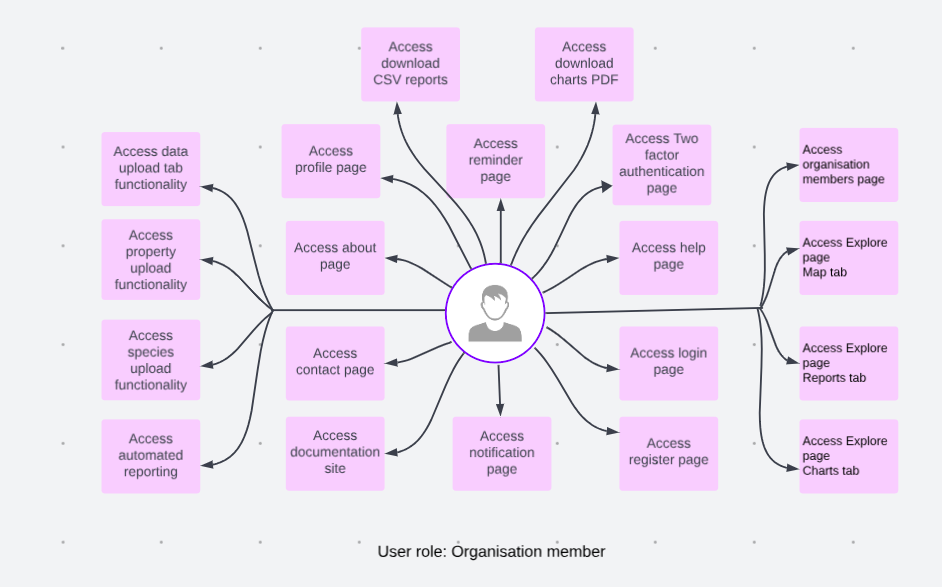 Access
download
CSV reports
Access
download
charts PDF
Access data
upload tab
functionality
Access
profile page
Access
reminder
page
Access Two
factor
authentication
page
Access
organisation
members page
Access
property
upload
functionality
Access about
page
Access help
page
Access Explore
page
Map tab
Access
species
upload
functionality
Access
contact page
Access login
page
Access Explore
page
Reports tab
Access
automated
reporting
Access
documentation
site
Access
notification
page
Access
register page
Access Explore
page
Charts tab
User role: Organisation member